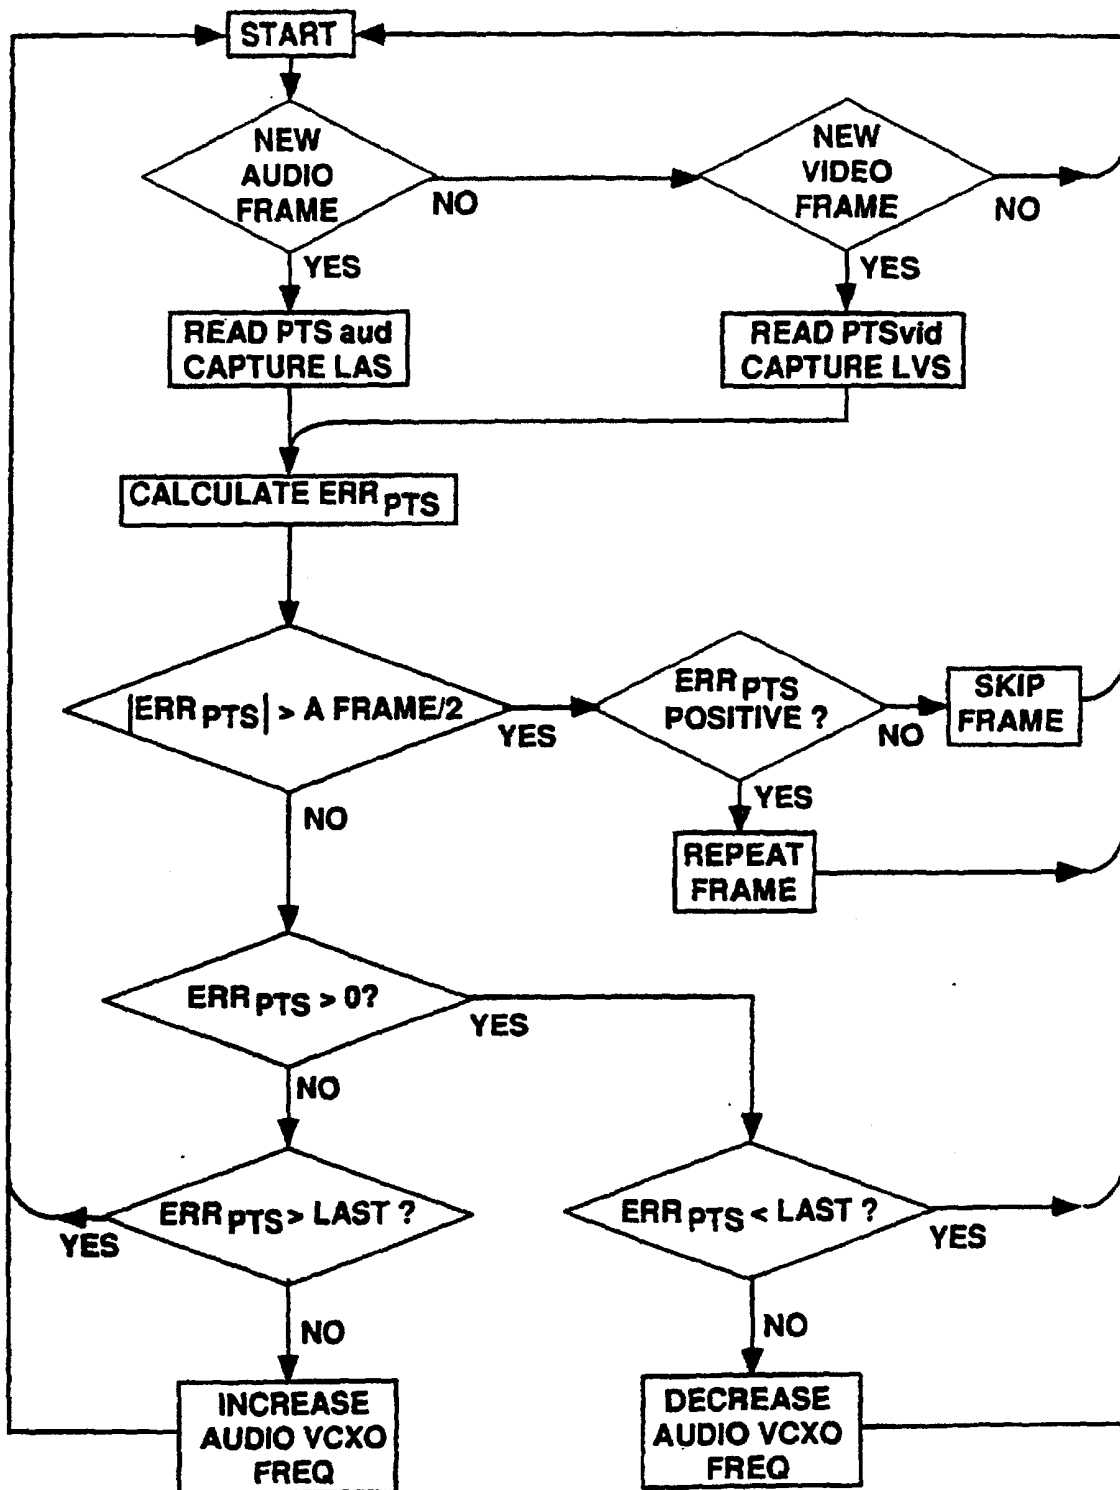 START
NEW
AUDIO
FRAME
NO
NEW
VIDEO
FRAME
NO
YES
YES
READ PTS aud
CAPTURE LAS
READ PTSvid
CAPTURE LVS
CALCULATE ERR PTS
|ERR PTS| > A FRAME/2
YES
ERR PTS
POSITIVE ?
NO
SKIP
FRAME
NO
YES
REPEAT
FRAME
ERR PTS > 0?
YES
NO
ERR PTS > LAST ?
YES
ERR PTS < LAST ?
YES
NO
NO
INCREASE
AUDIO VCXO
FREQ
DECREASE
AUDIO VCXO
FREQ